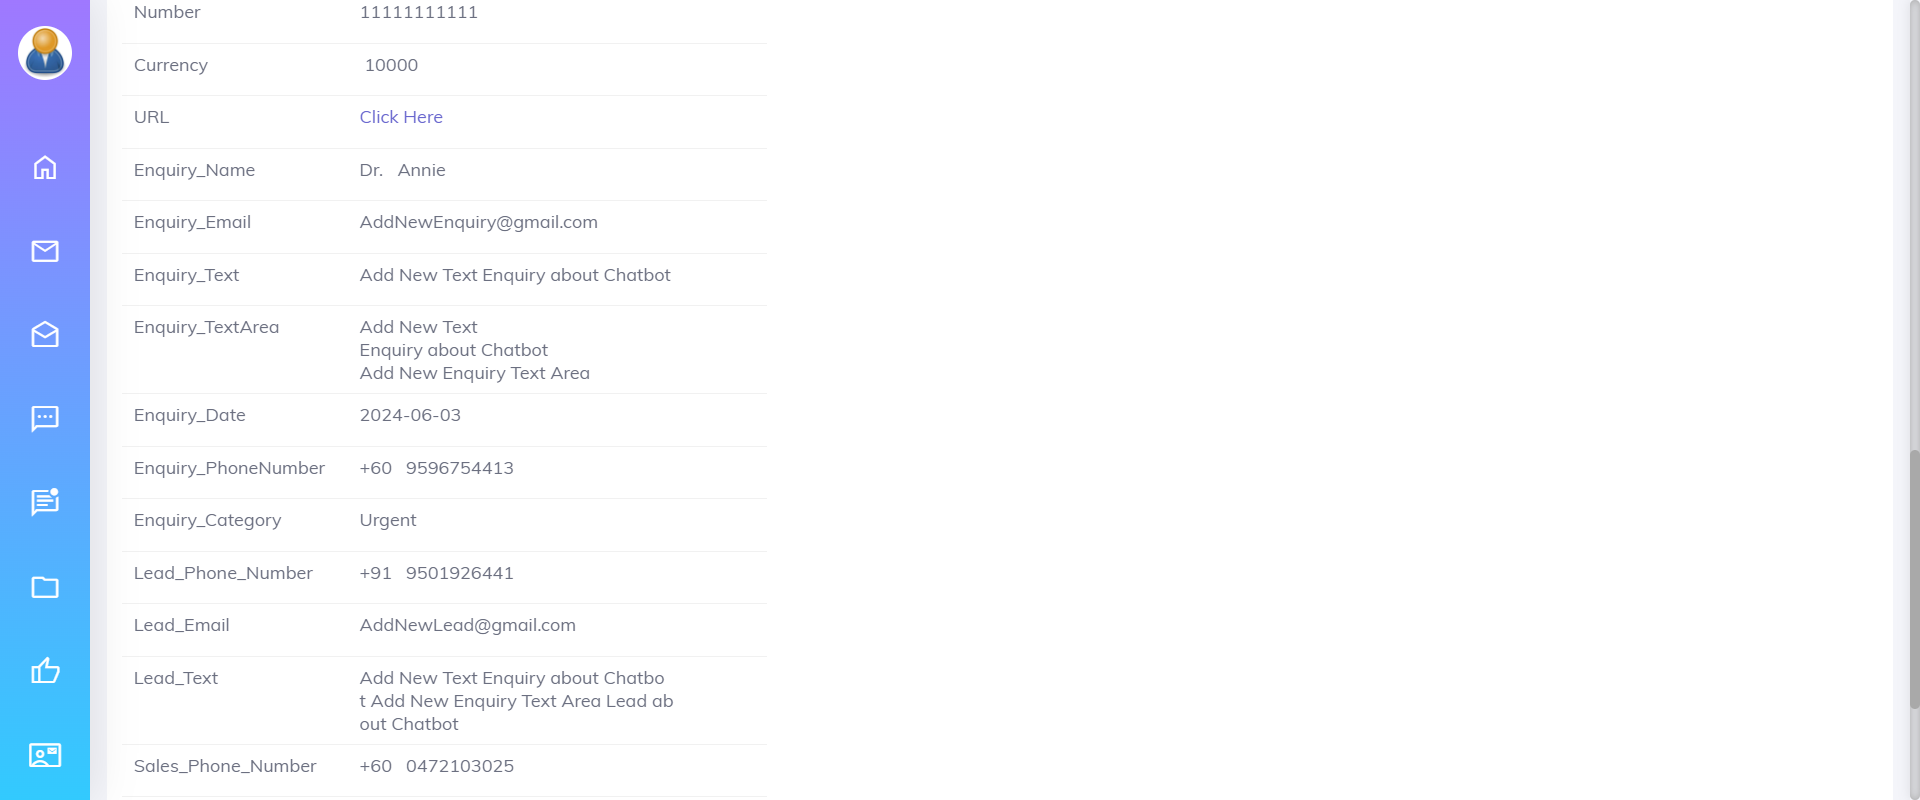 Number 11111111111
Currency 10000
URL Click Here
Enquiry_Name Dr. Annie
Enquiry_Email AddNewEnquiry@gmail.com
Enquiry_Text Add New Text Enquiry about Chatbot
Enquiry_TextArea Add New Text
Enquiry about Chatbot
Add New Enquiry Text Area
Enquiry_Date 2024-06-03
Enquiry_PhoneNumber +60 9596754413
Enquiry_Category Urgent
Lead_Phone_Number +91 9501926441
Lead_Email AddNewLead@gmail.com
Lead_Text Add New Text Enquiry about Chatbo
t Add New Enquiry Text Area Lead ab
out Chatbot
Sales_Phone_Number +60 0472103025